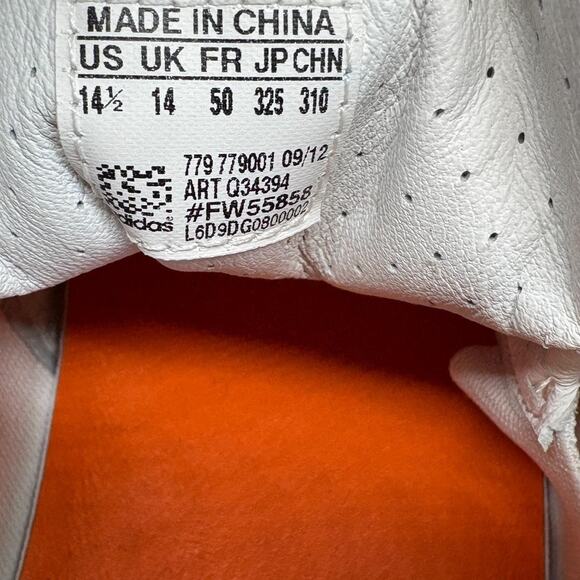 MADE IN CHINA
US UK FR JP CHN
14½ 14 50 325 310
779 779001 09/12
ART Q34394
#FW55858
adidas
L6D9DG0800002